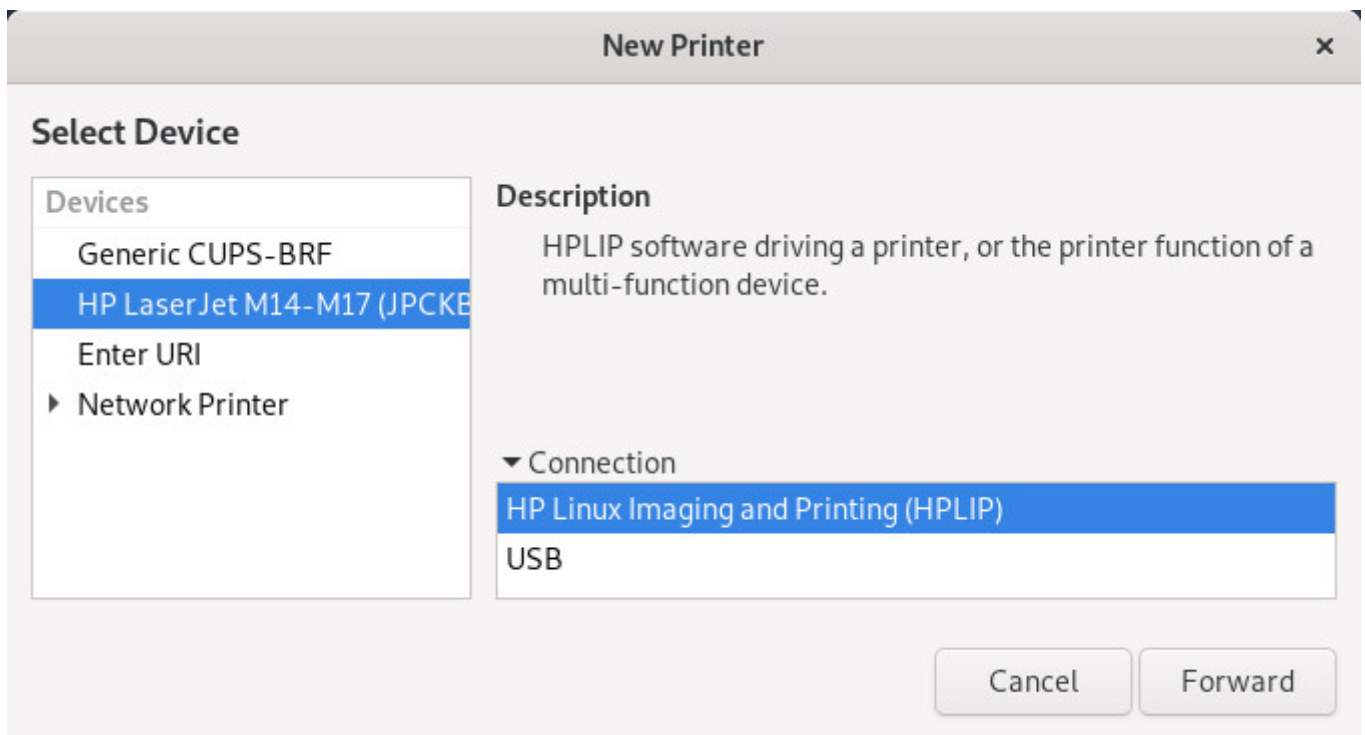 New Printer
Select Device
Devices
Generic CUPS-BRF
HP LaserJet M14-M17 (JPCKB
Enter URI
Network Printer
Description
HPLIP software driving a printer, or the printer function of a
multi-function device.
Connection
HP Linux Imaging and Printing (HPLIP)
USB
Cancel
Forward